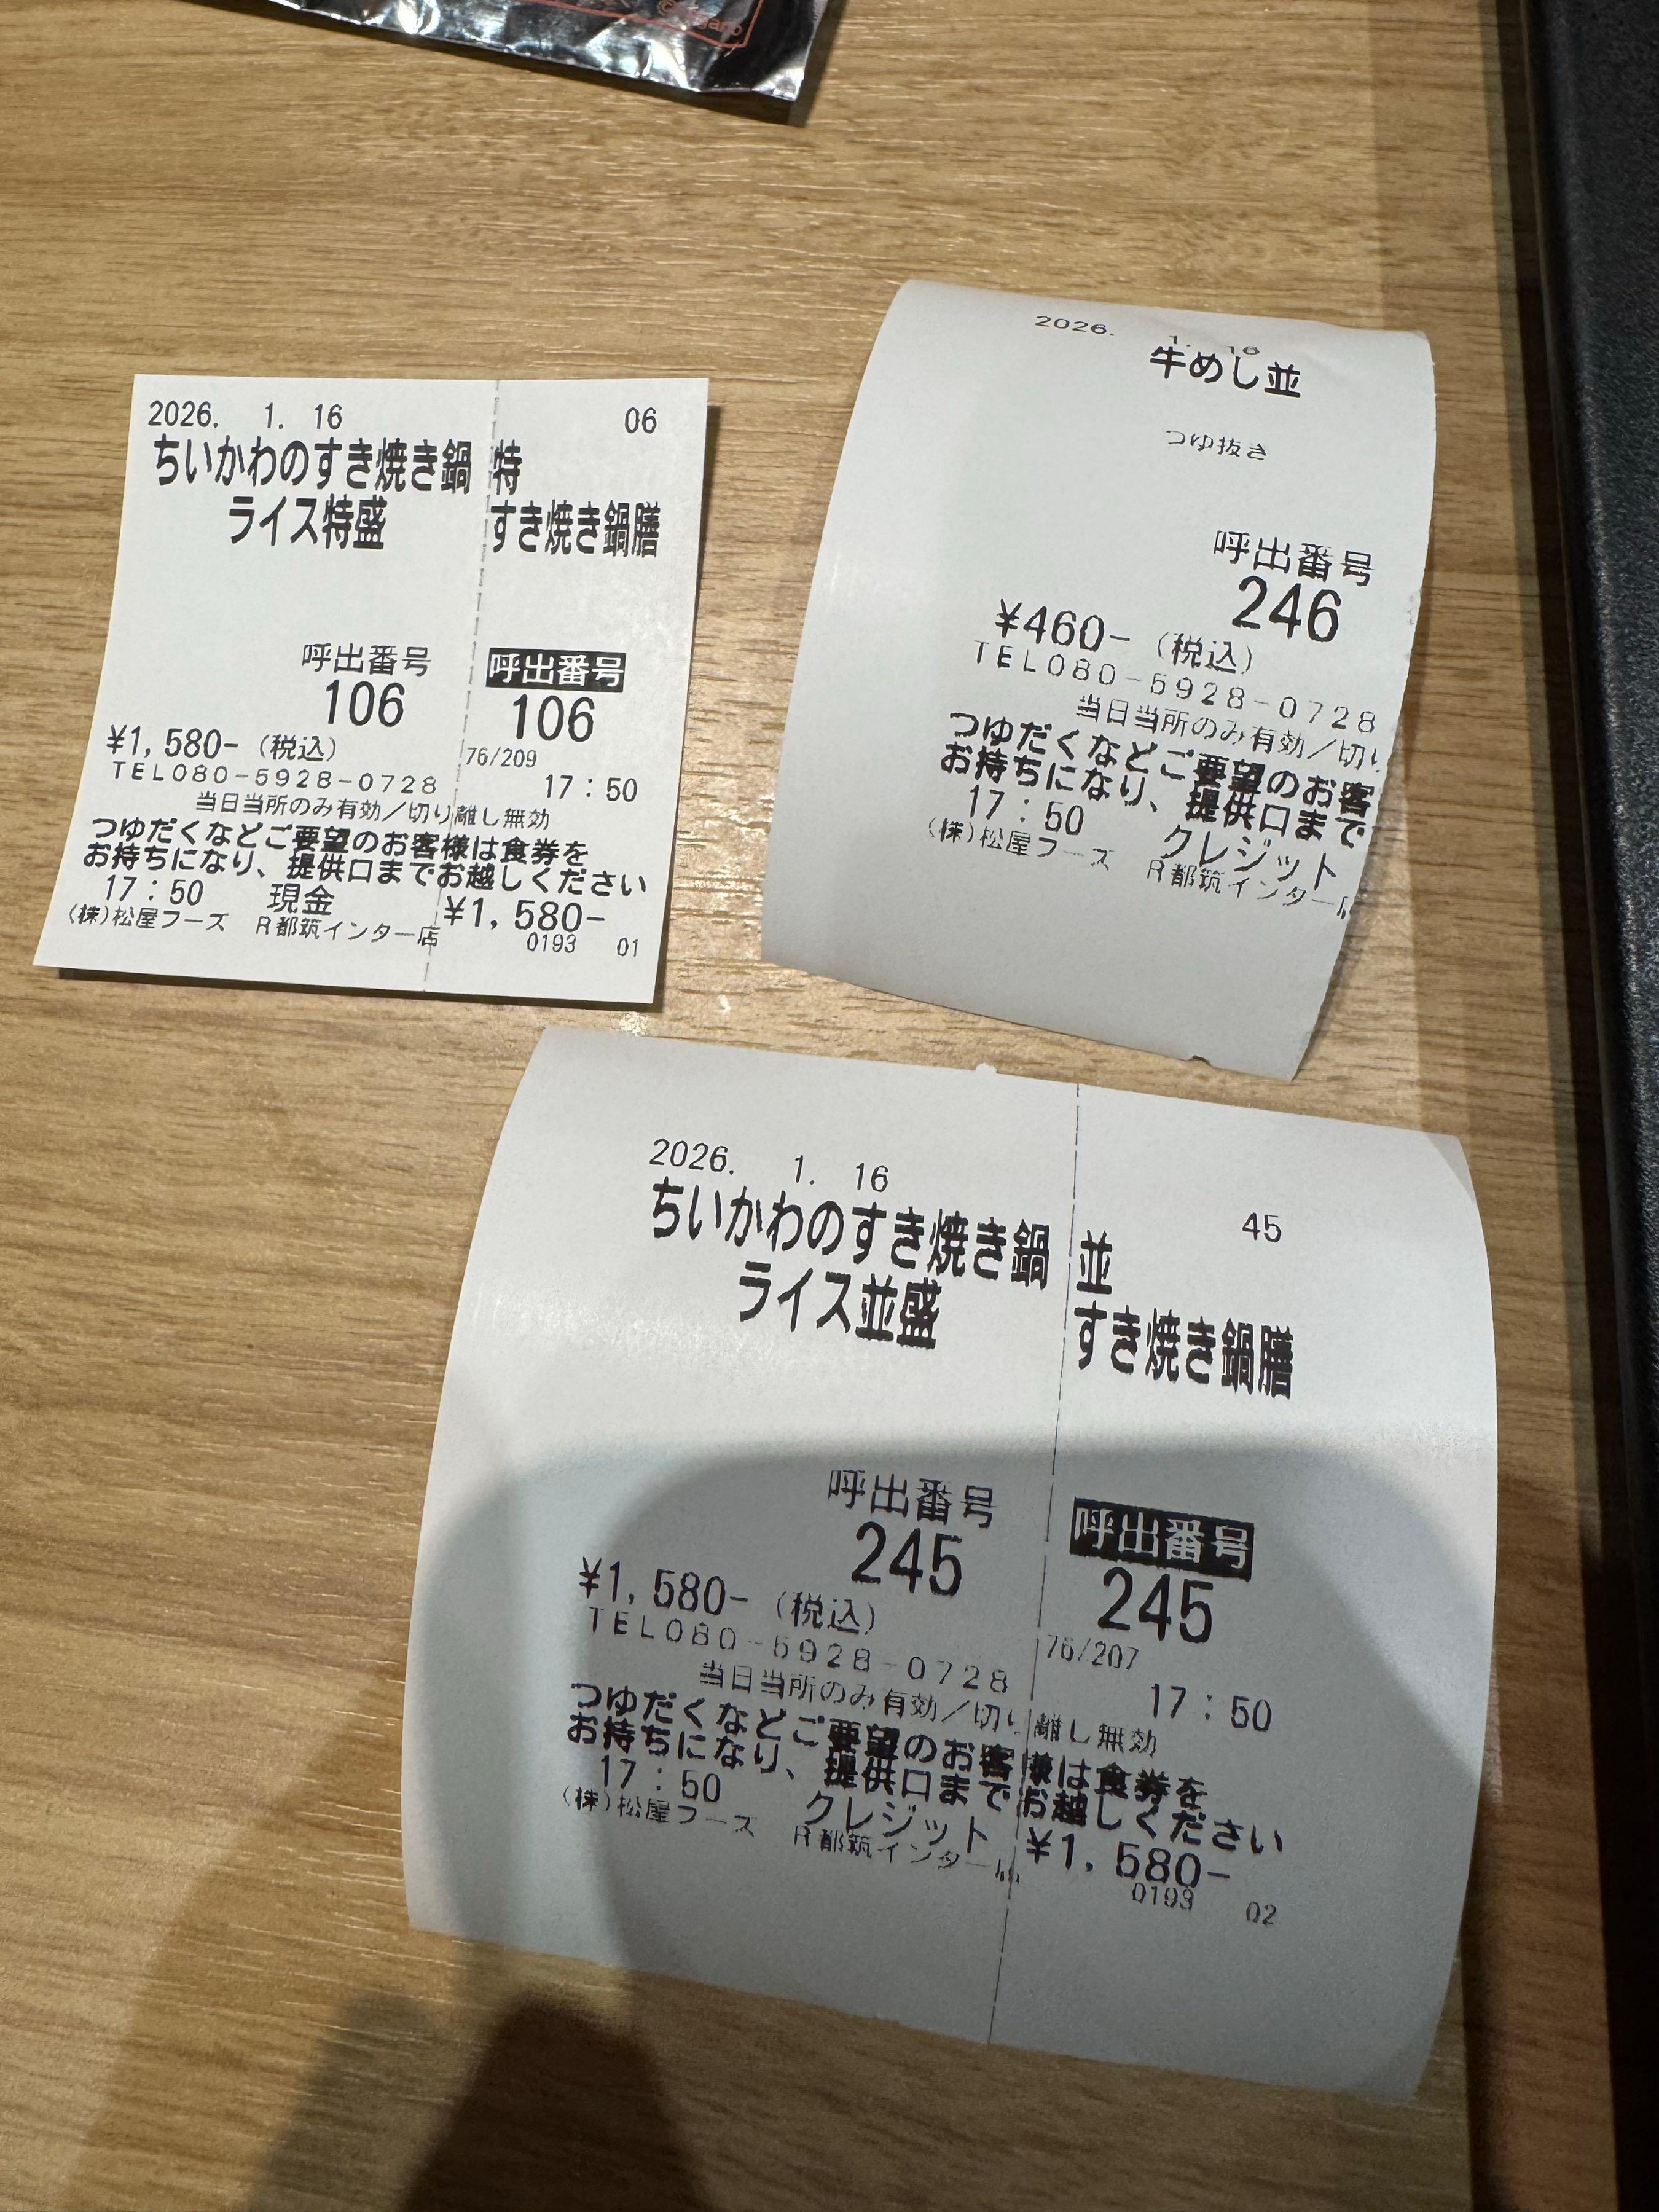 2026. 1. 16 06
ちいかわのすき焼き鍋 特
ライス特盛 すき焼き鍋膳
呼出番号 呼出番号
106 106
¥1,580- (税込) 76/209
TEL080-5928-0728 17:50
当日当所のみ有効/切り離し無効
つゆだくなどご要望のお客様は食券を
お持ちになり、提供口までお越しください
17:50 現金 ¥1,580-
(株)松屋フーズ R都筑インター店 0193 01
2026. 1. 16
牛めし並
つゆ抜き
呼出番号
246
¥460- (税込)
TEL080-5928-0728
当日当所のみ有効/切り
つゆだくなどご要望のお客
お持ちになり、提供口まで
17:50 クレジット
(株)松屋フーズ R都筑インター
2026. 1. 16 45
ちいかわのすき焼き鍋 並
ライス並盛 すき焼き鍋膳
呼出番号 呼出番号
245 245
¥1,580- (税込) 76/207
TEL080-5928-0728 17:50
当日当所のみ有効/切り離し無効
つゆだくなどご要望のお客様は食券を
お持ちになり、提供口までお越しください
17:50 クレジット ¥1,580-
(株)松屋フーズ R都筑インター 0193 02